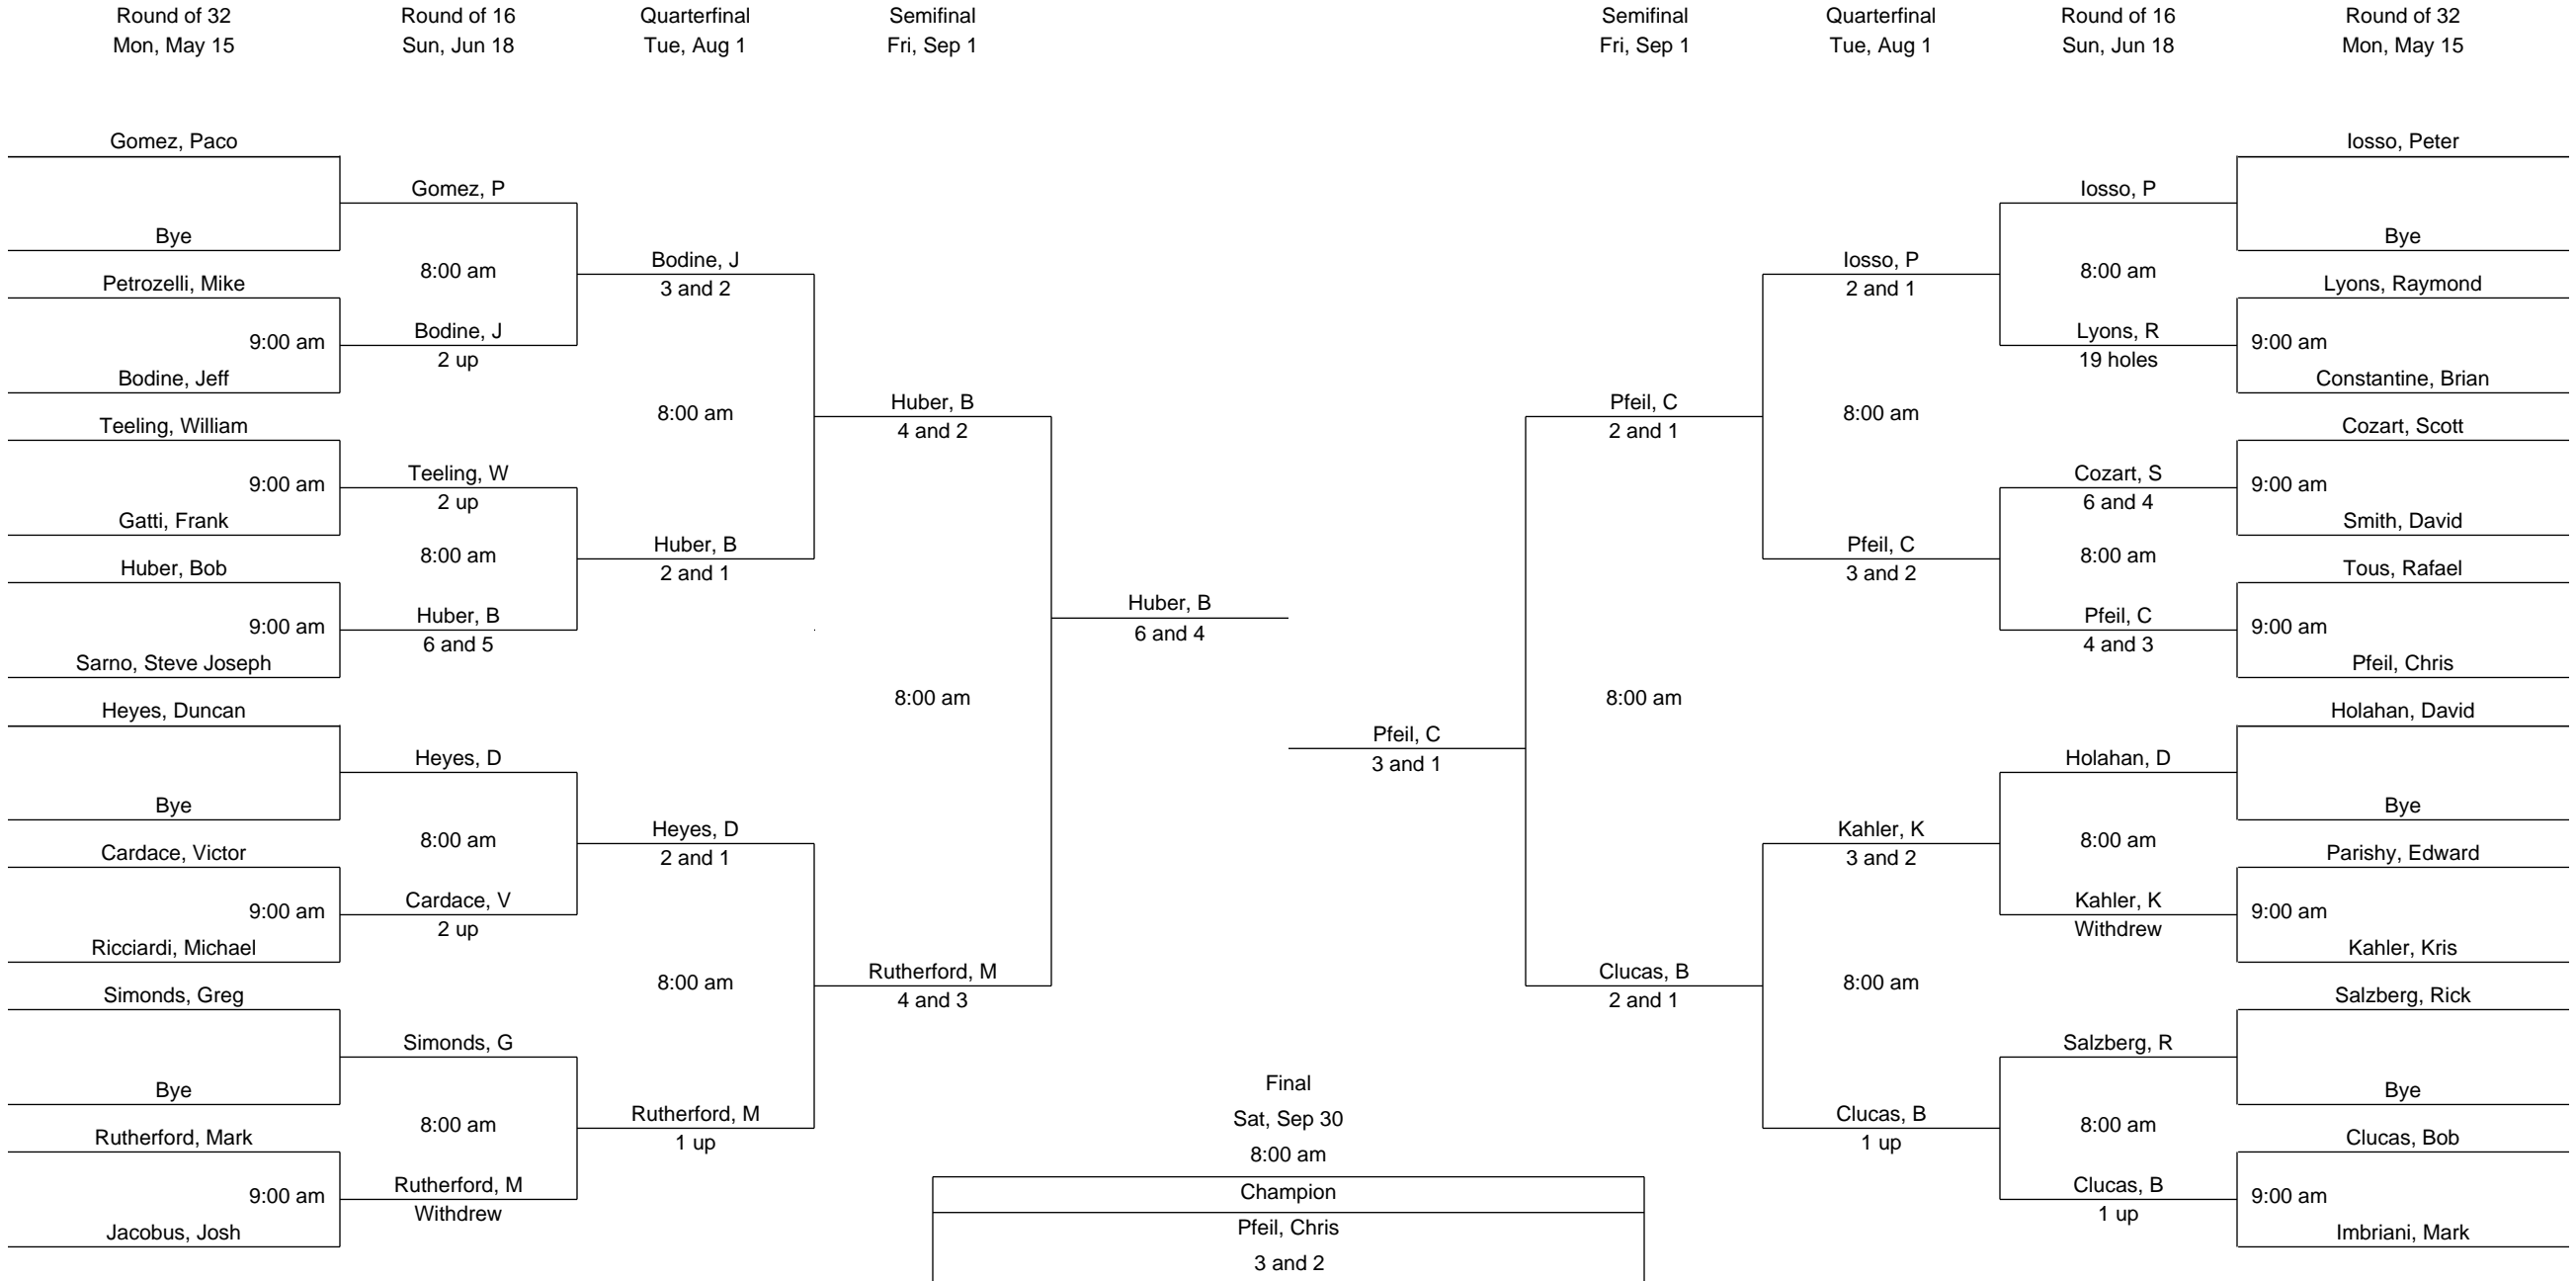 Round of 32
Mon, May 15
Round of 16
Sun, Jun 18
Quarterfinal
Tue, Aug 1
Semifinal
Fri, Sep 1
Semifinal
Fri, Sep 1
Quarterfinal
Tue, Aug 1
Round of 16
Sun, Jun 18
Round of 32
Mon, May 15
Gomez, Paco
Bye
Petrozelli, Mike
9:00 am
Bodine, Jeff
Teeling, William
9:00 am
Gatti, Frank
Huber, Bob
9:00 am
Sarno, Steve Joseph
Heyes, Duncan
Bye
Cardace, Victor
9:00 am
Ricciardi, Michael
Simonds, Greg
Bye
Rutherford, Mark
9:00 am
Jacobus, Josh
Gomez, P
8:00 am
Bodine, J
2 up
Teeling, W
2 up
8:00 am
Huber, B
6 and 5
Heyes, D
8:00 am
Cardace, V
2 up
Simonds, G
8:00 am
Rutherford, M
Withdrew
Bodine, J
3 and 2
8:00 am
Huber, B
2 and 1
Heyes, D
2 and 1
8:00 am
Rutherford, M
1 up
Huber, B
4 and 2
8:00 am
Rutherford, M
4 and 3
Huber, B
6 and 4
Pfeil, C
3 and 1
Final
Sat, Sep 30
8:00 am
Champion
Pfeil, Chris
3 and 2
Pfeil, C
2 and 1
8:00 am
Clucas, B
2 and 1
Iosso, P
2 and 1
8:00 am
Pfeil, C
3 and 2
Kahler, K
3 and 2
8:00 am
Clucas, B
1 up
Iosso, P
8:00 am
Lyons, R
19 holes
Cozart, S
6 and 4
8:00 am
Pfeil, C
4 and 3
Holahan, D
8:00 am
Kahler, K
Withdrew
Salzberg, R
8:00 am
Clucas, B
1 up
Iosso, Peter
Bye
Lyons, Raymond
9:00 am
Constantine, Brian
Cozart, Scott
9:00 am
Smith, David
Tous, Rafael
9:00 am
Pfeil, Chris
Holahan, David
Bye
Parishy, Edward
9:00 am
Kahler, Kris
Salzberg, Rick
Bye
Clucas, Bob
9:00 am
Imbriani, Mark